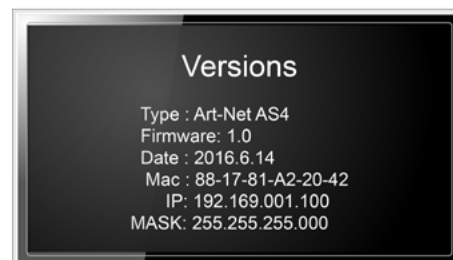 Versions
Type : Art-Net AS4
Firmware: 1.0
Date : 2016.6.14
Mac : 88-17-81-A2-20-42
IP: 192.169.001.100
MASK: 255.255.255.000